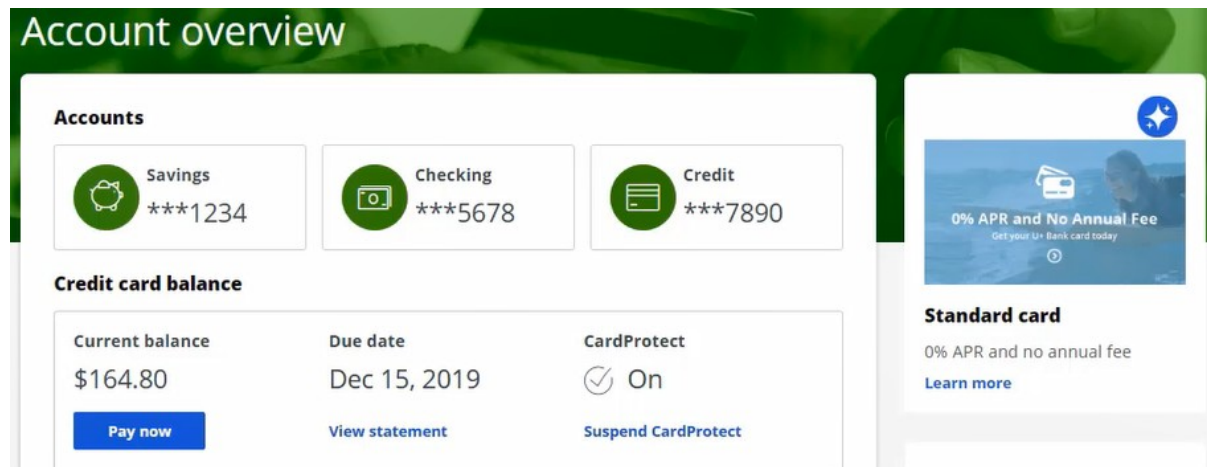 Account overview
Accounts
Savings
***1234
Checking
***5678
Credit
***7890
Credit card balance
Current balance
$164.80
Pay now
Due date
Dec 15, 2019
View statement
CardProtect
On
Suspend CardProtect
0% APR and No Annual Fee
Get your U+ Bank card today
Standard card
0% APR and no annual fee
Learn more